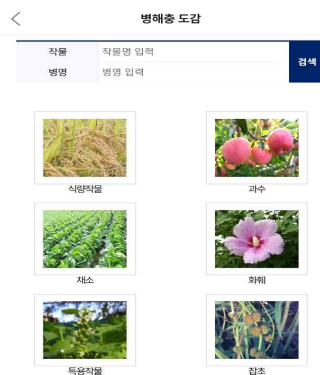 병해충 도감
작물 작물명 입력
병명 병명 입력
검색
식량작물 과수
채소 화훼
특용작물 잡초